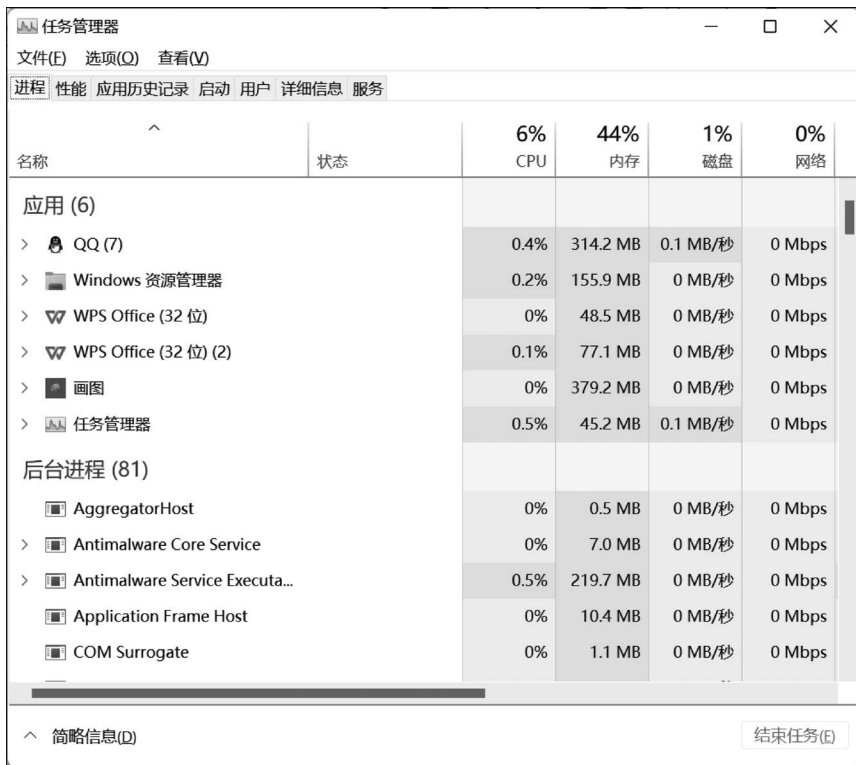 任务管理器
文件(F) 选项(O) 查看(V)
进程 性能 应用历史记录 启动 用户 详细信息 服务
6% 44% 1% 0%
名称 状态 CPU 内存 磁盘 网络
应用 (6)
QQ (7) 0.4% 314.2 MB 0.1 MB/秒 0 Mbps
Windows 资源管理器 0.2% 155.9 MB 0 MB/秒 0 Mbps
WPS Office (32 位) 0% 48.5 MB 0 MB/秒 0 Mbps
WPS Office (32 位) (2) 0.1% 77.1 MB 0 MB/秒 0 Mbps
画图 0% 379.2 MB 0 MB/秒 0 Mbps
任务管理器 0.5% 45.2 MB 0.1 MB/秒 0 Mbps
后台进程 (81)
AggregatorHost 0% 0.5 MB 0 MB/秒 0 Mbps
Antimalware Core Service 0% 7.0 MB 0 MB/秒 0 Mbps
Antimalware Service Executa... 0.5% 219.7 MB 0 MB/秒 0 Mbps
Application Frame Host 0% 10.4 MB 0 MB/秒 0 Mbps
COM Surrogate 0% 1.1 MB 0 MB/秒 0 Mbps
简略信息(D) 结束任务(E)